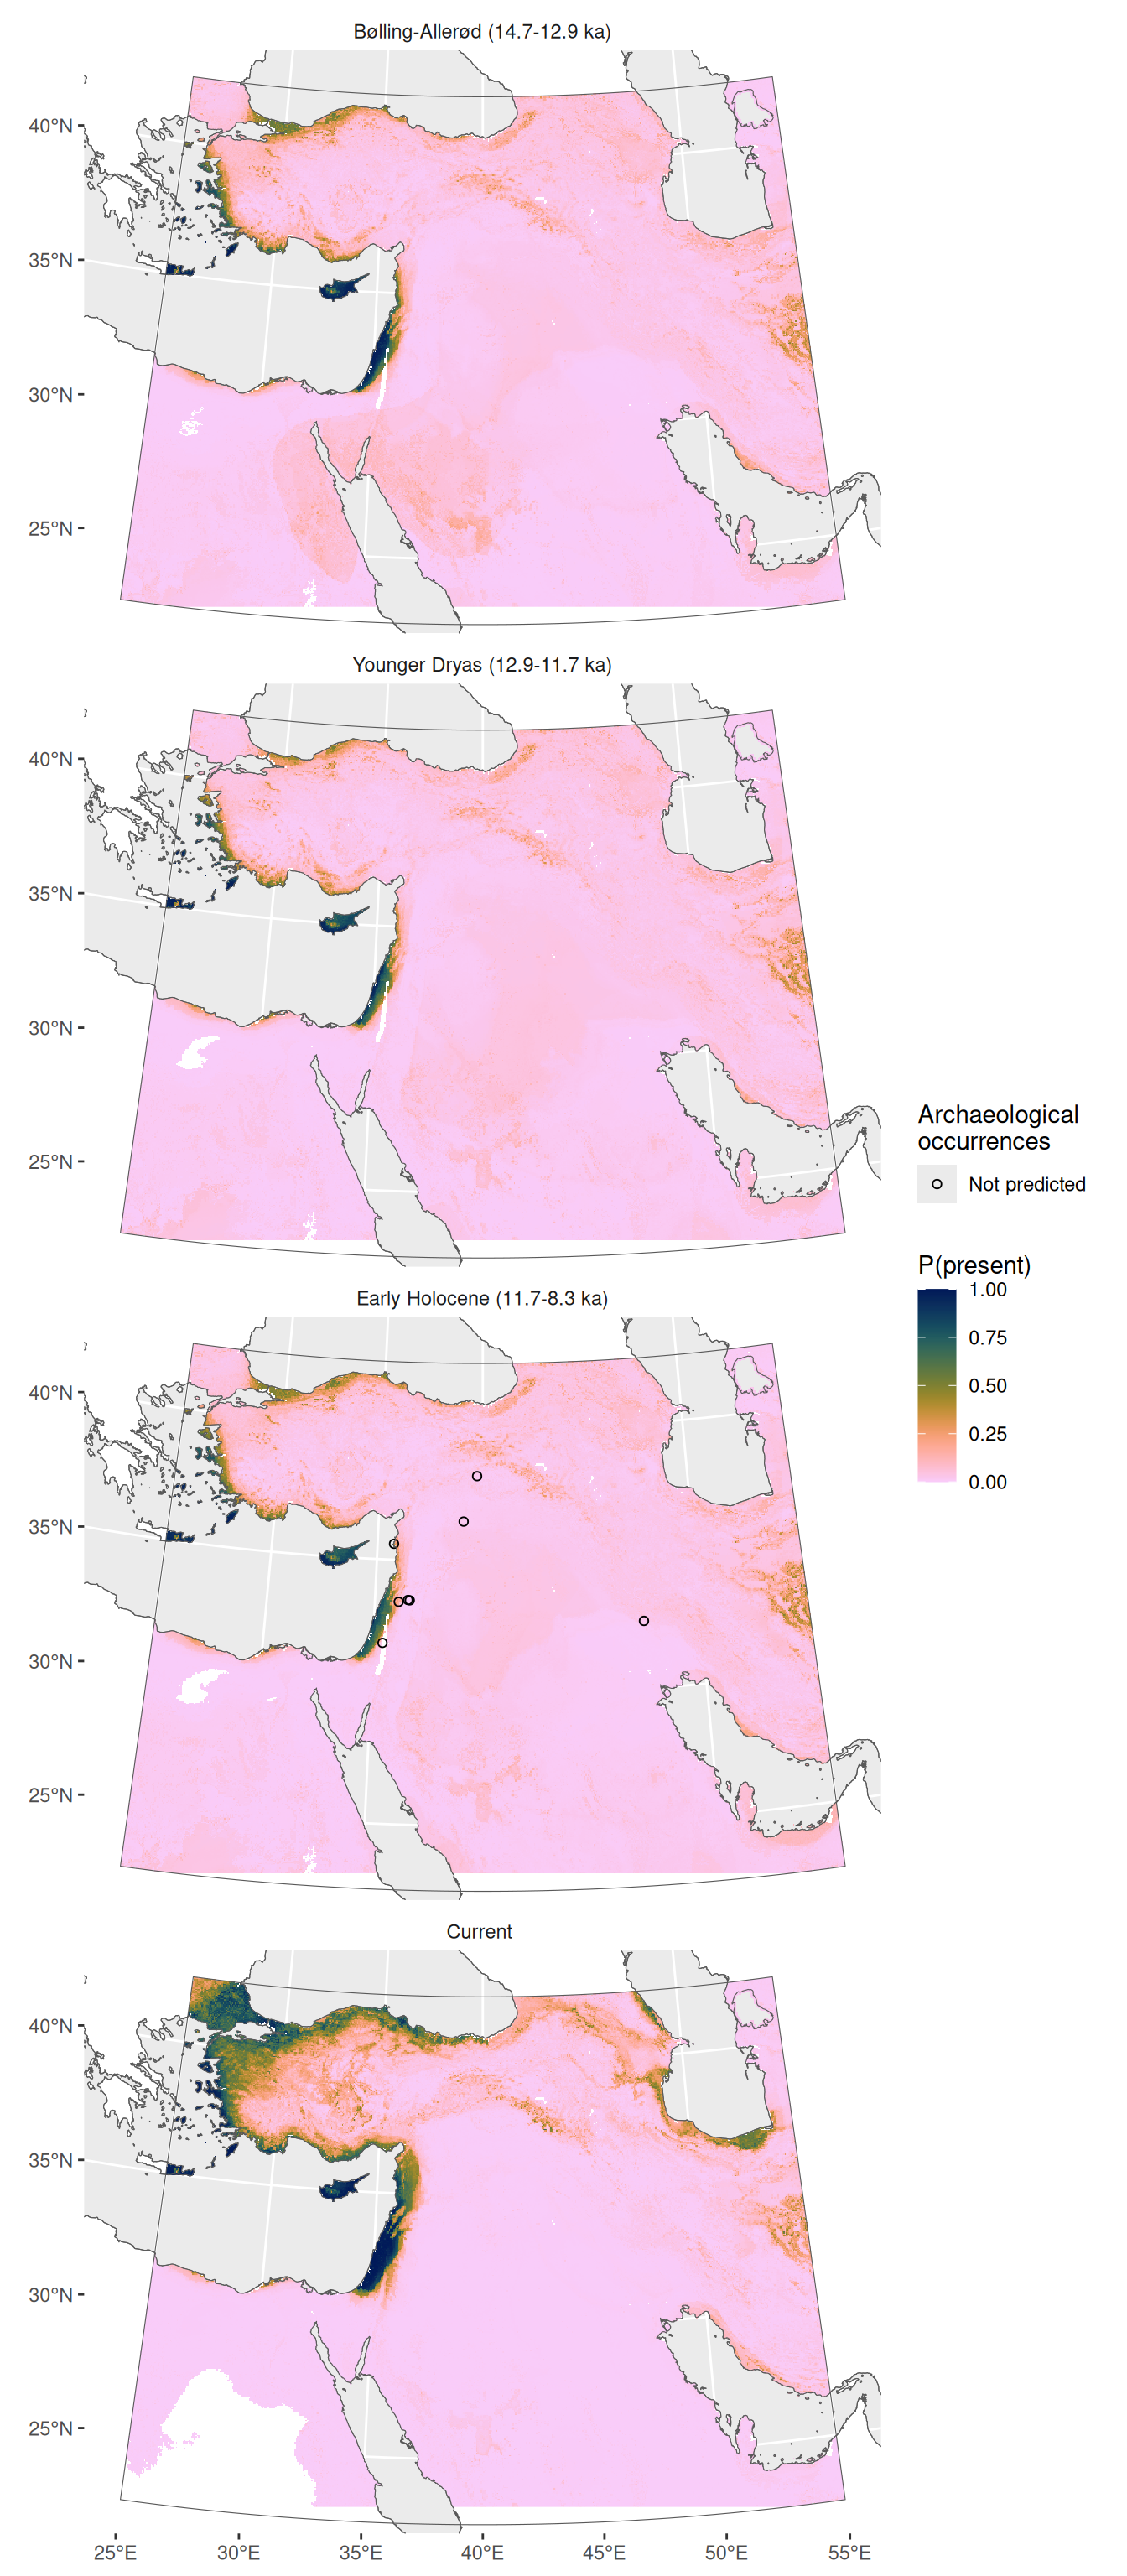 Bølling-Allerød (14.7-12.9 ka)
40°N
35°N
30°N
25°N
Younger Dryas (12.9-11.7 ka)
40°N
35°N
30°N
25°N
Archaeological
occurrences
Not predicted
P(present)
1.00
0.75
0.50
0.25
0.00
Early Holocene (11.7-8.3 ka)
40°N
35°N
30°N
25°N
Current
40°N
35°N
30°N
25°N
25°E 30°E 35°E 40°E 45°E 50°E 55°E